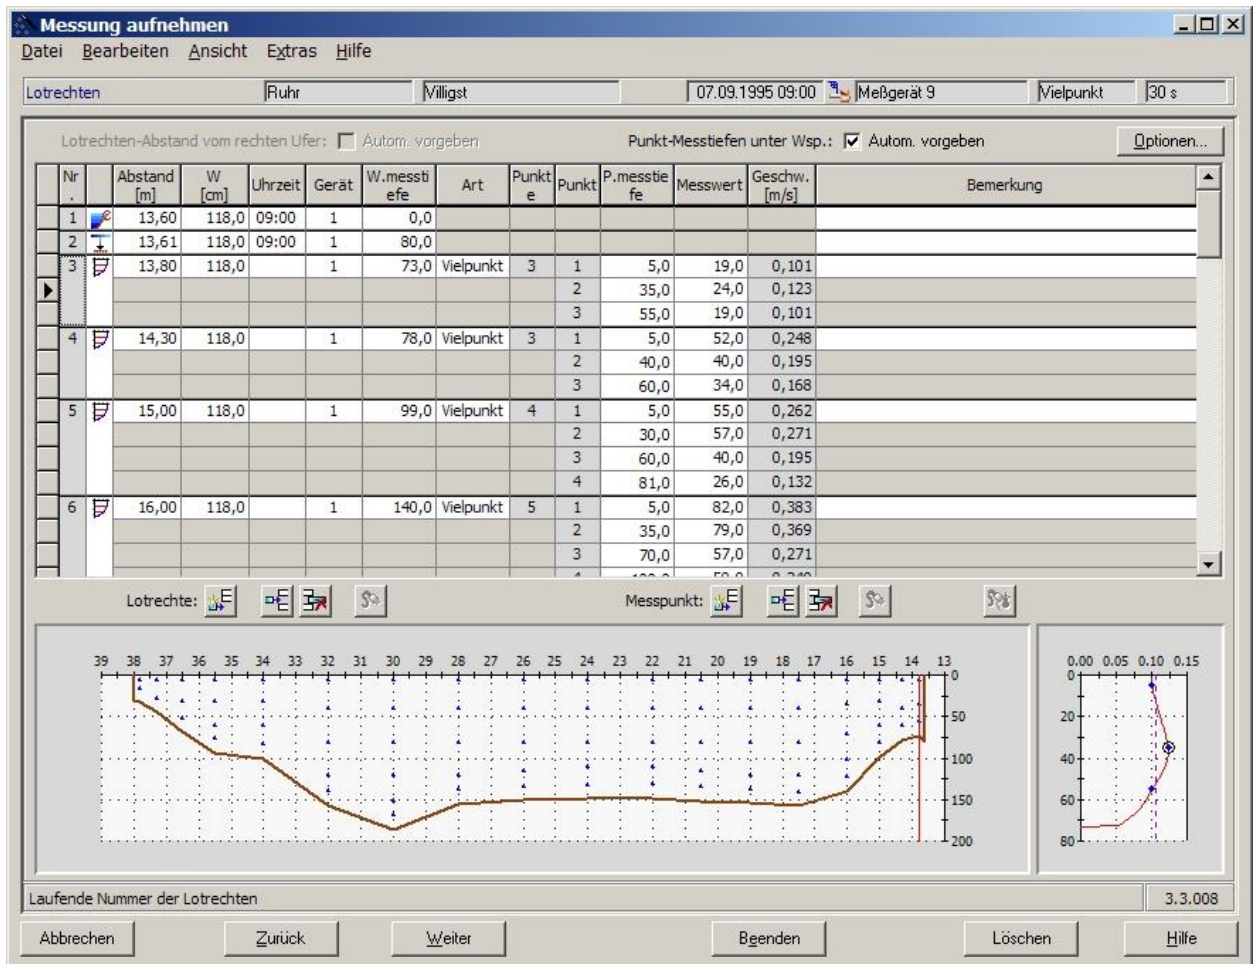 Messung aufnehmen
Datei Bearbeiten Ansicht Extras Hilfe
Lotrechten Ruhr Villigst 07.09.1995 09:00 Meßgerät 9 Vielpunkt 30 s
Lotrechten-Abstand vom rechten Ufer: Autom. vorgeben Punkt-Messtiefen unter Wsp.: Autom. vorgeben Optionen...
Nr. Abstand [m] W [cm] Uhrzeit Gerät W.messtiefe Art Punkte Punkt P.messtiefe Messwert Geschw. [m/s] Bemerkung
1 13,60 118,0 09:00 1 0,0
2 13,61 118,0 09:00 1 80,0
3 13,80 118,0 1 73,0 Vielpunkt 3 1 5,0 19,0 0,101
2 35,0 24,0 0,123
3 55,0 19,0 0,101
4 14,30 118,0 1 78,0 Vielpunkt 3 1 5,0 52,0 0,248
2 40,0 40,0 0,195
3 60,0 34,0 0,168
5 15,00 118,0 1 99,0 Vielpunkt 4 1 5,0 55,0 0,262
2 30,0 57,0 0,271
3 60,0 40,0 0,195
4 81,0 26,0 0,132
6 16,00 118,0 1 140,0 Vielpunkt 5 1 5,0 82,0 0,383
2 35,0 79,0 0,369
3 70,0 57,0 0,271
Lotrechte: Messpunkt:
39 38 37 36 35 34 33 32 31 30 29 28 27 26 25 24 23 22 21 20 19 18 17 16 15 14 13
0
50
100
150
200
0.00 0.05 0.10 0.15
0
20
40
60
80
Laufende Nummer der Lotrechten 3.3.008
Abbrechen Zurück Weiter Beenden Löschen Hilfe